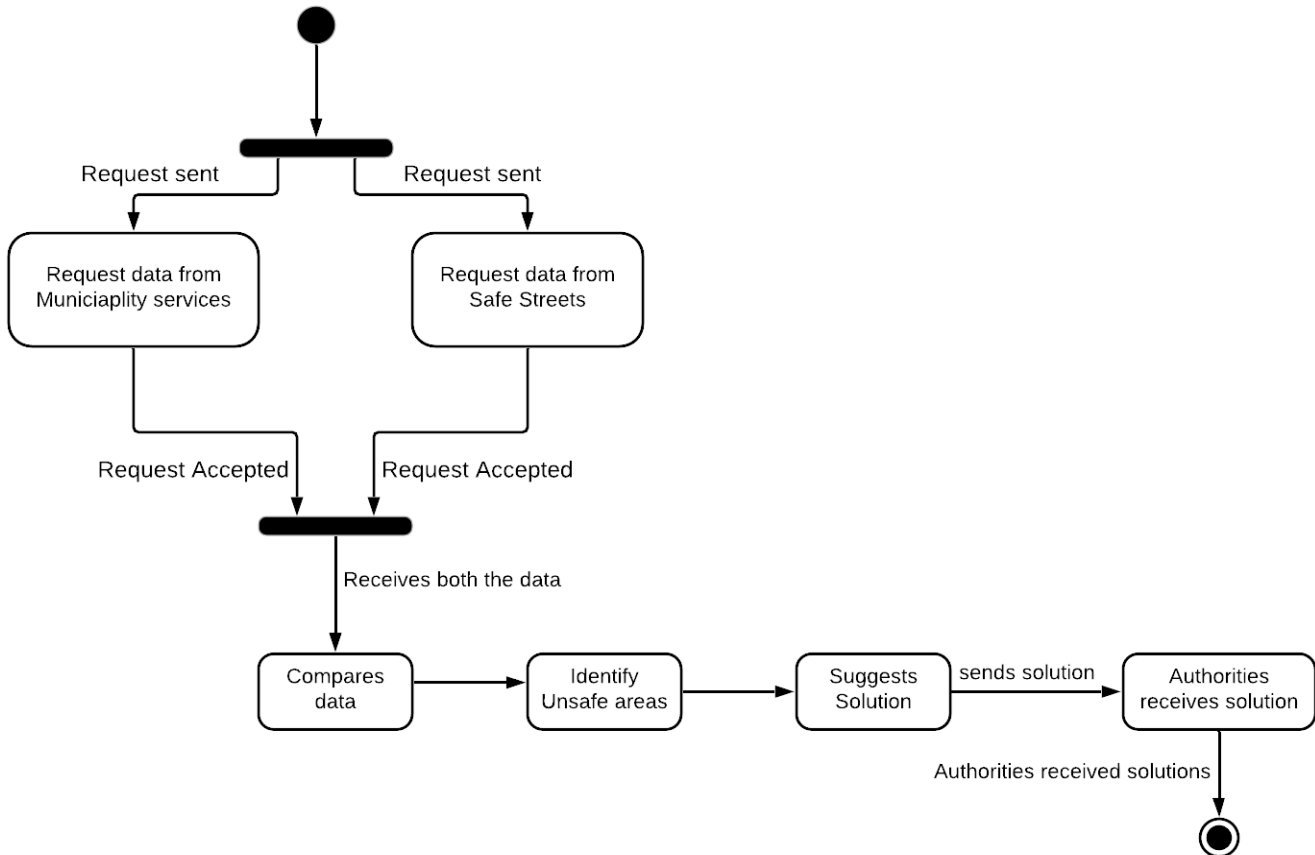 Request sent
Request sent
Request data from
Municiaplity services
Request data from
Safe Streets
Request Accepted
Request Accepted
Receives both the data
Compares
data
Identify
Unsafe areas
Suggests
Solution
sends solution
Authorities
receives solution
Authorities received solutions